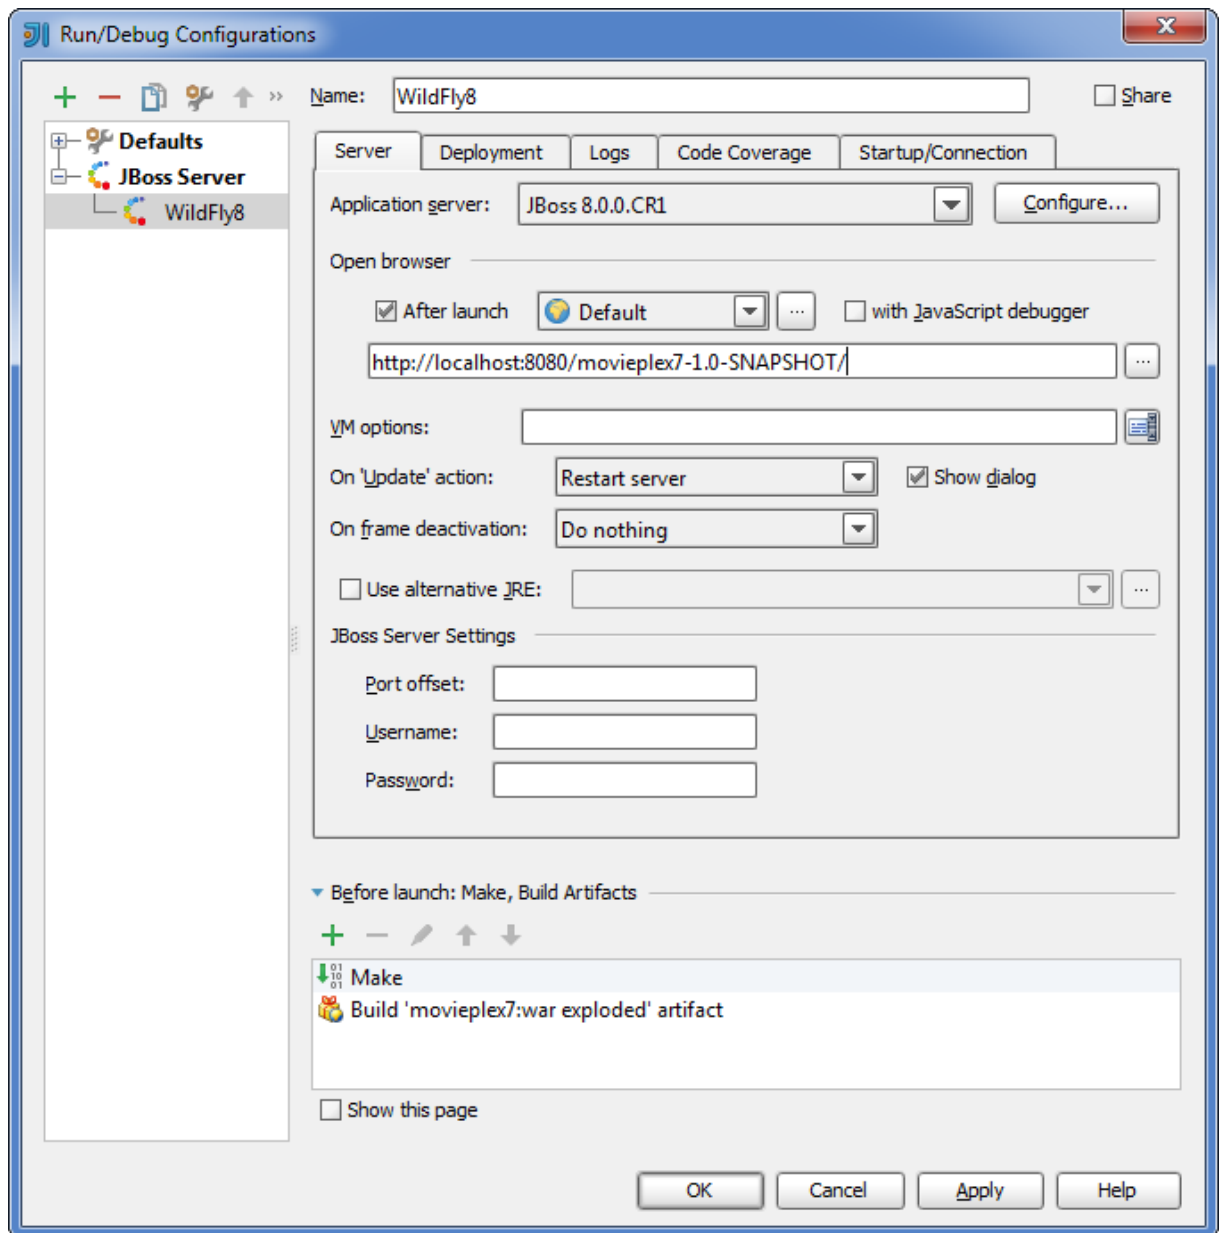 Run/Debug Configurations
Name: WildFly8 Share
Defaults
JBoss Server
WildFly8
Server Deployment Logs Code Coverage Startup/Connection
Application server: JBoss 8.0.0.CR1 Configure...
Open browser
After launch Default ... with JavaScript debugger
http://localhost:8080/movieplex7-1.0-SNAPSHOT/ ...
VM options:
On 'Update' action: Restart server Show dialog
On frame deactivation: Do nothing
Use alternative JRE: ...
JBoss Server Settings
Port offset:
Username:
Password:
Before launch: Make, Build Artifacts
Make
Build 'movieplex7:war exploded' artifact
Show this page
OK Cancel Apply Help